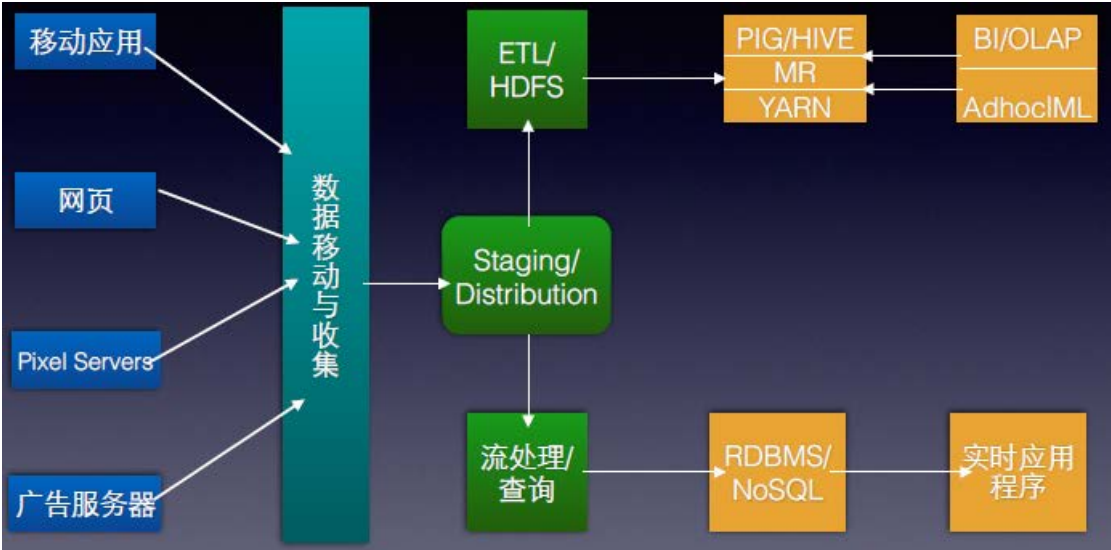 移动应用
网页
Pixel Servers
广告服务器
数据移动与收集
Staging/
Distribution
ETL/
HDFS
PIG/HIVE
MR
YARN
BI/OLAP
AdhocIML
流处理/
查询
RDBMS/
NoSQL
实时应用
程序